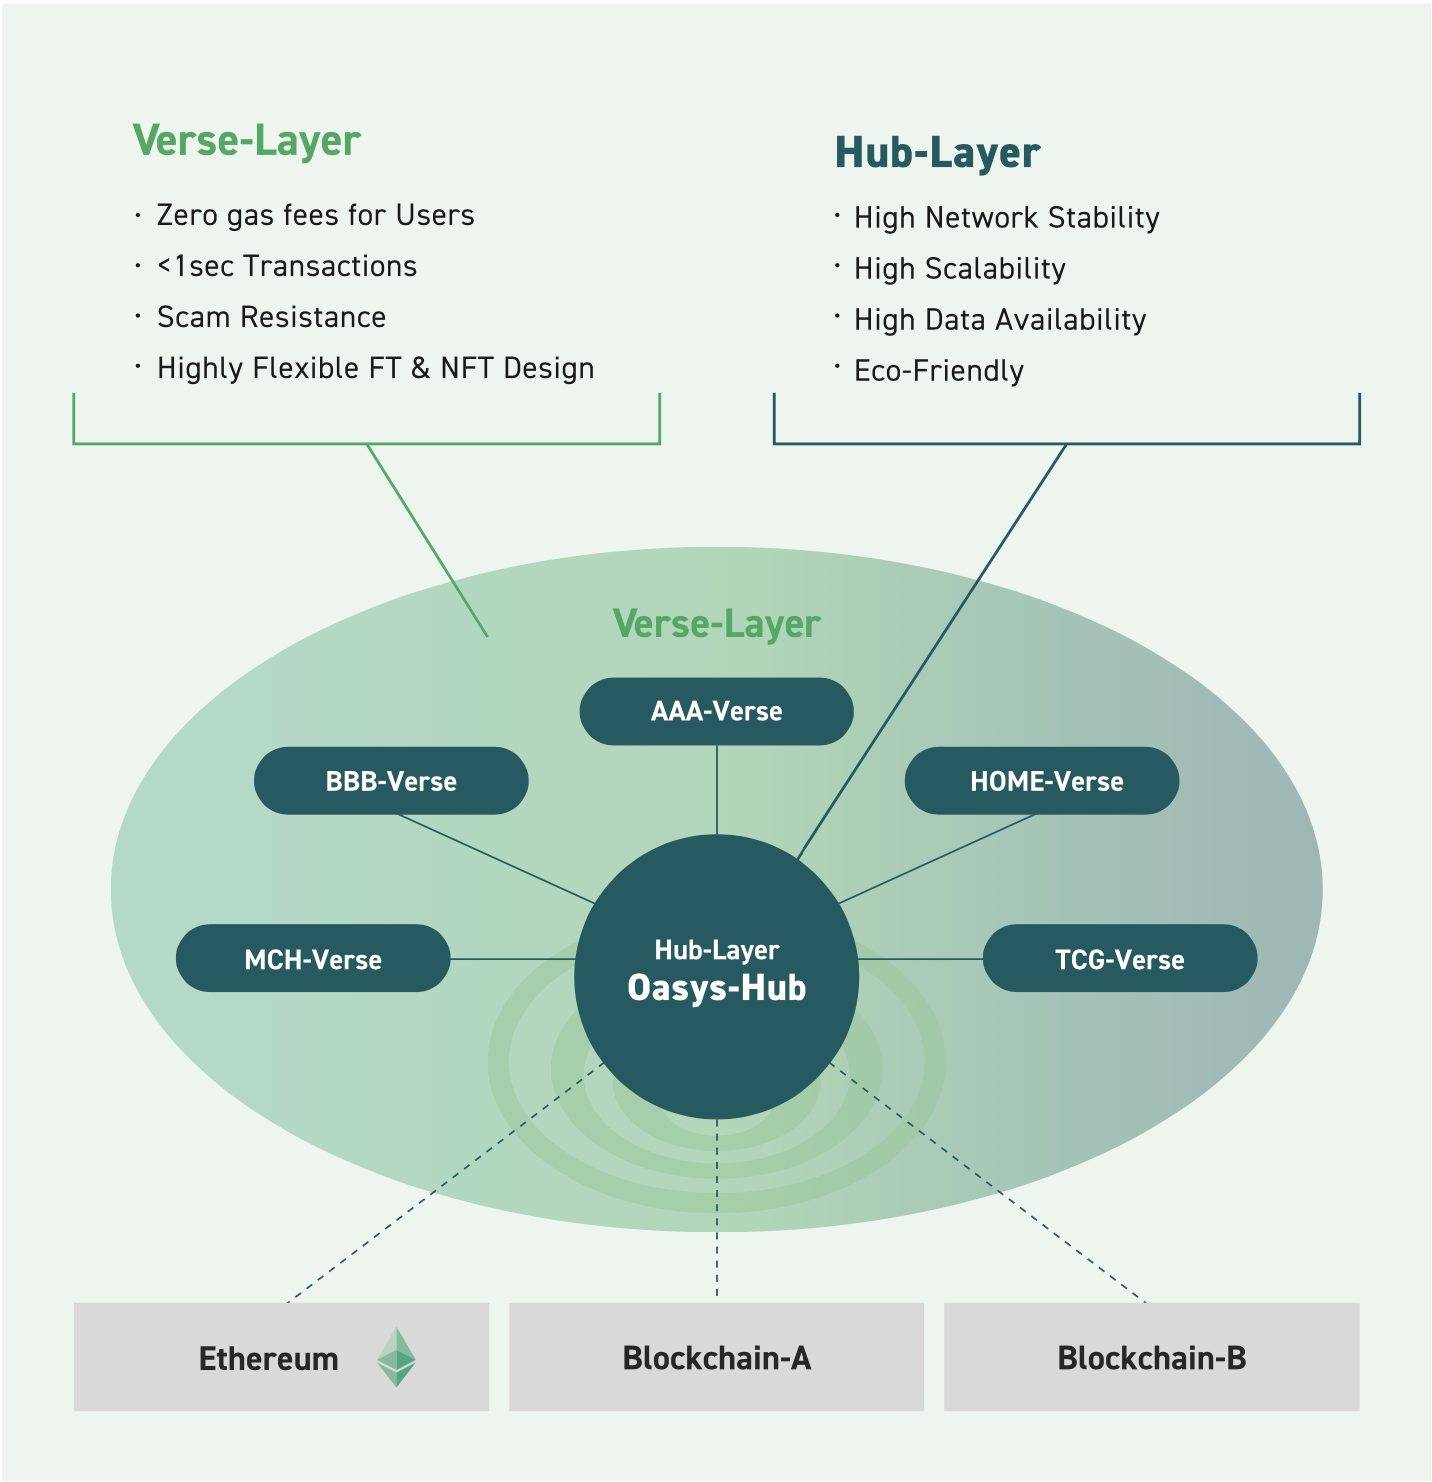 Verse-Layer
· Zero gas fees for Users
· <1sec Transactions
· Scam Resistance
· Highly Flexible FT & NFT Design
Hub-Layer
· High Network Stability
· High Scalability
· High Data Availability
· Eco-Friendly
Verse-Layer
AAA-Verse
BBB-Verse
HOME-Verse
MCH-Verse
Hub-Layer
Oasys-Hub
TCG-Verse
Ethereum
Blockchain-A
Blockchain-B